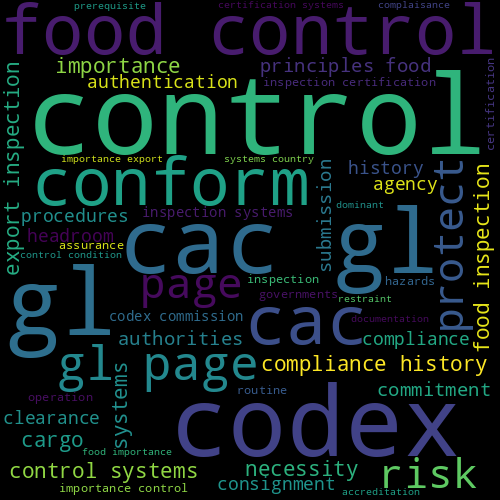 prerequisite
certification systems
complaisance
food control
importance
principles food
authentication
inspection certification
certification
control
export inspection
importance export
systems country
conform
history
agency
protect
food inspection
submission
procedures
inspection systems
dominant
headroom
cac
gl
assurance
control condition
page
inspection
hazards
governments
restraint
gl
codex commission
cac
documentation
authorities
compliance
gl
page
compliance history
systems
commitment
operation
routine
codex
clearance
cargo
food importance
control systems
necessity
risk
importance control
consignment
accreditation